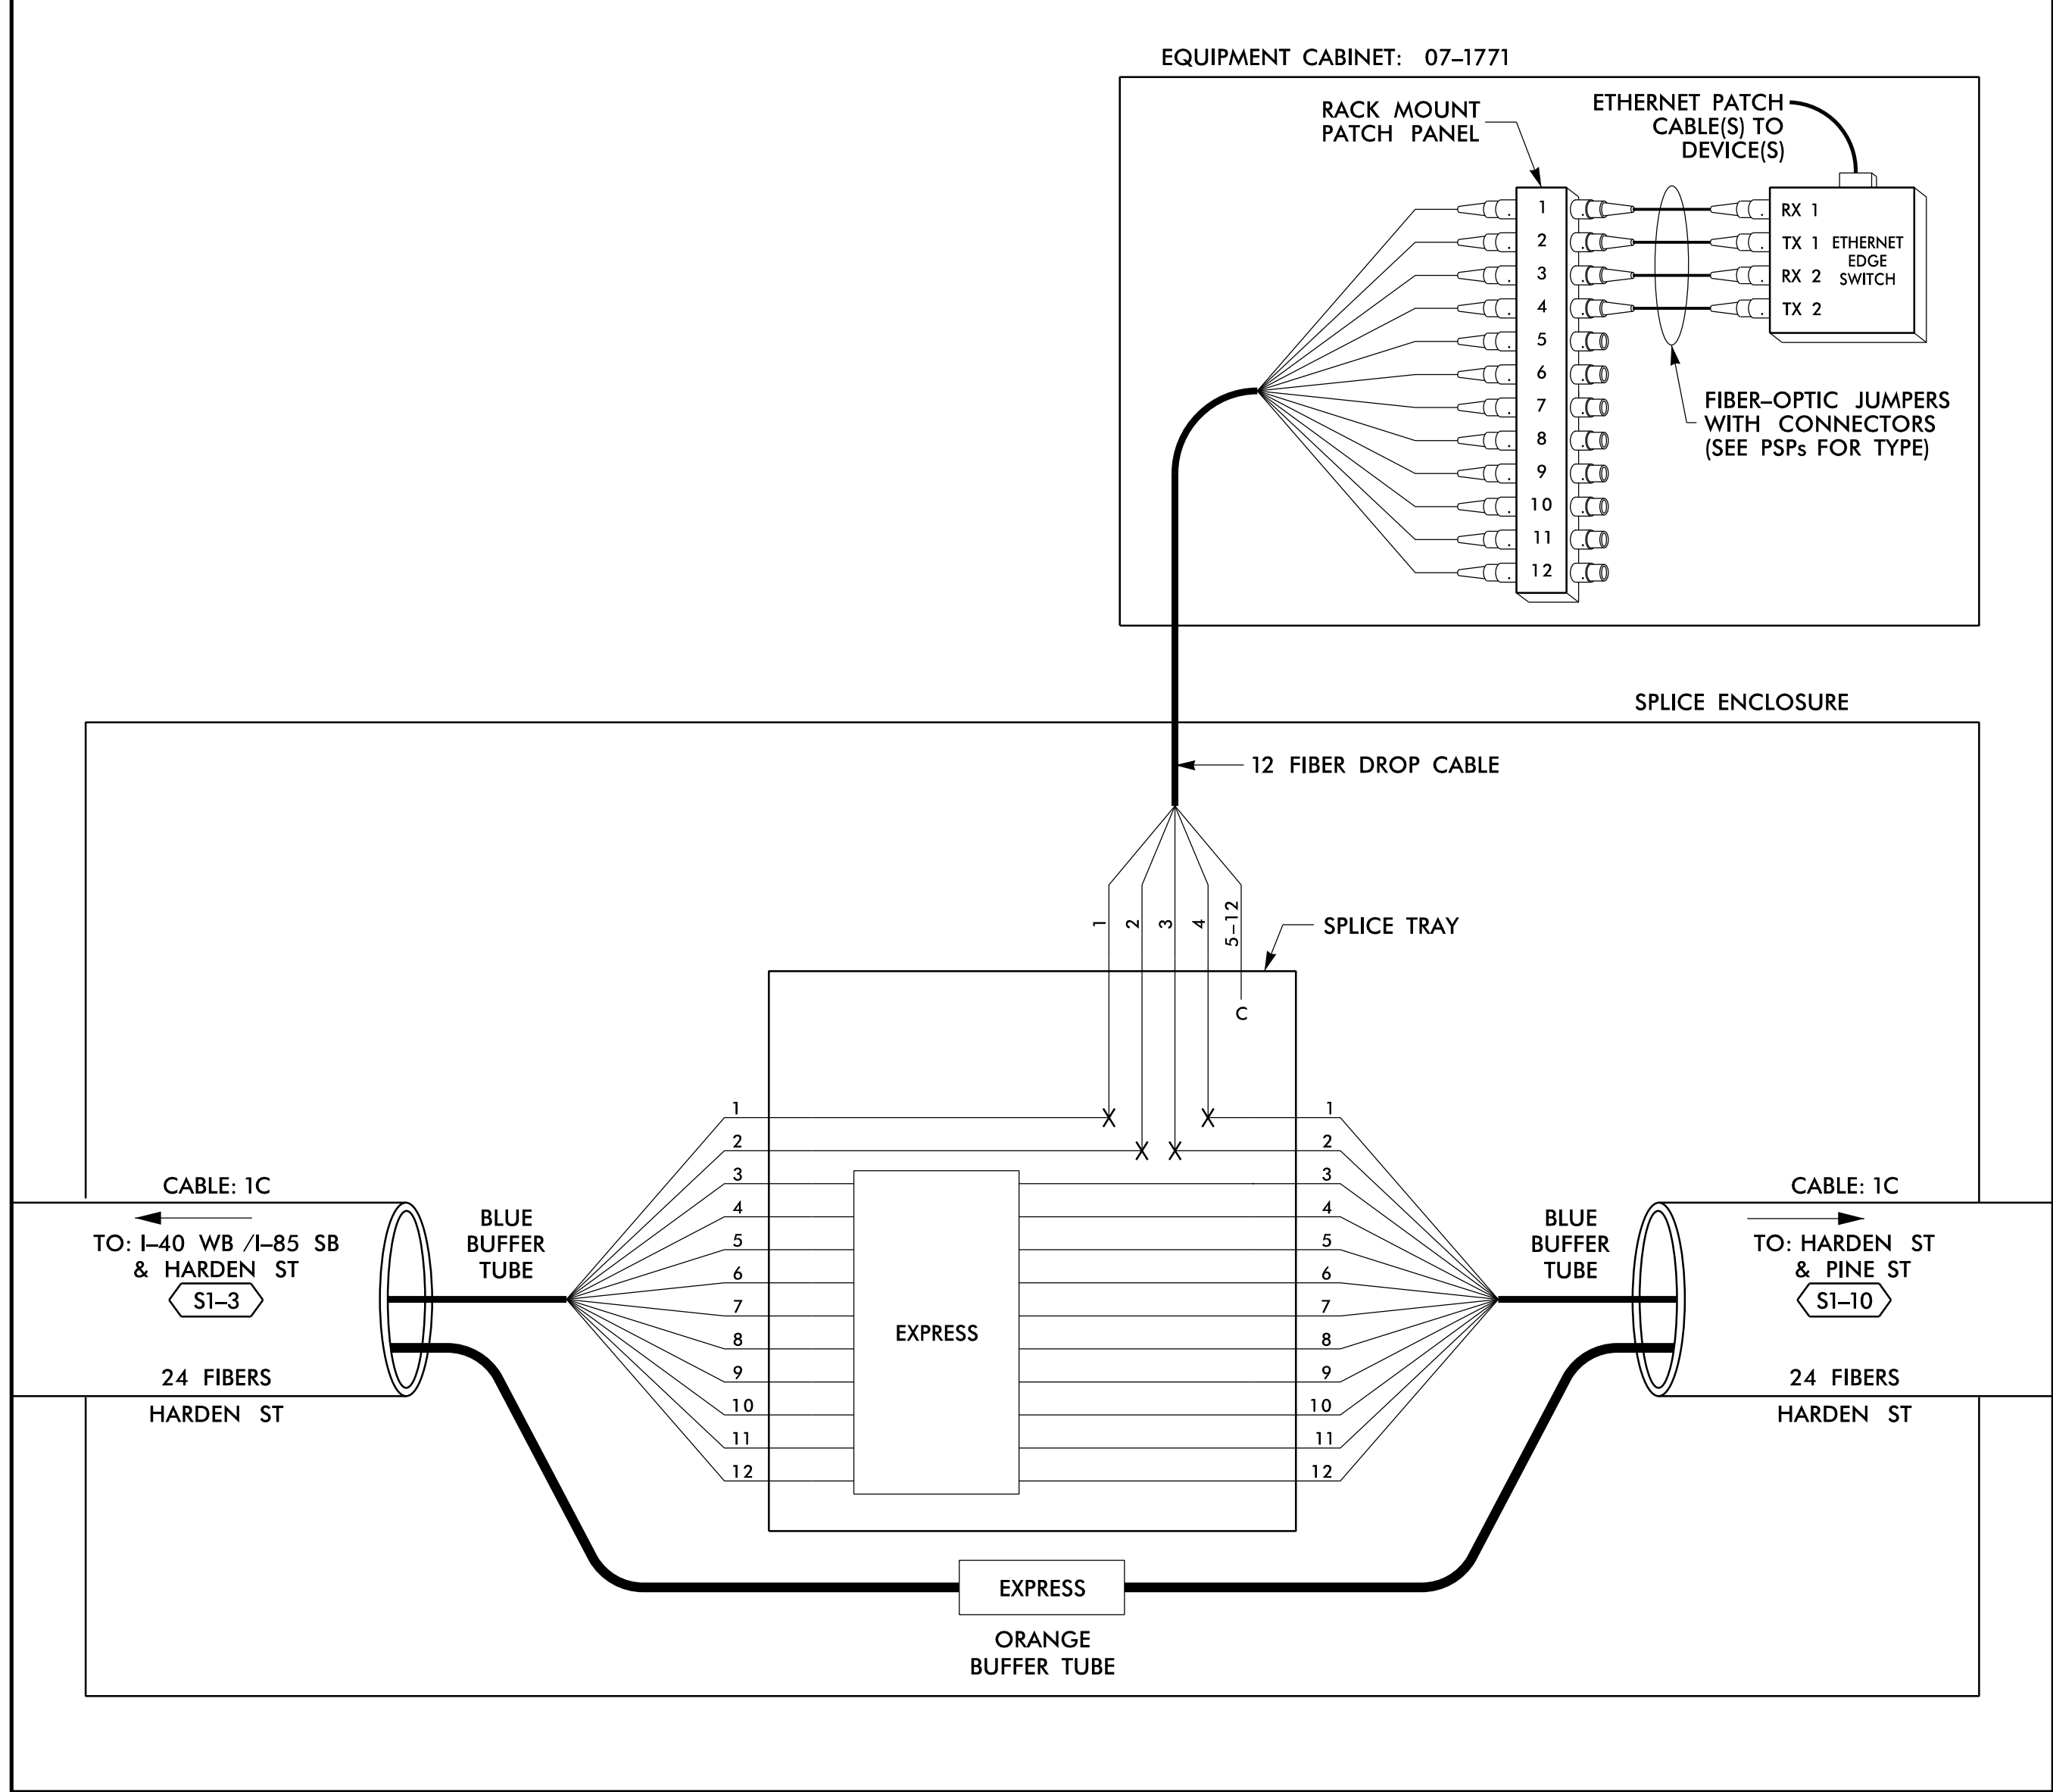 EQUIPMENT CABINET: 07–1771
RACK MOUNT
PATCH PANEL
ETHERNET PATCH
CABLE(S) TO
DEVICE(S)
1
2
3
4
5
6
7
8
9
10
11
12
RX 1
TX 1
RX 2
TX 2
ETHERNET
EDGE
SWITCH
FIBER–OPTIC JUMPERS
WITH CONNECTORS
(SEE PSPs FOR TYPE)
SPLICE ENCLOSURE
12 FIBER DROP CABLE
1
2
3
4
5–12
SPLICE TRAY
C
CABLE: 1C
TO: I–40 WB /I–85 SB
& HARDEN ST
S1–3
24 FIBERS
HARDEN ST
BLUE
BUFFER
TUBE
1
2
3
4
5
6
7
8
9
10
11
12
EXPRESS
1
2
3
4
5
6
7
8
9
10
11
12
BLUE
BUFFER
TUBE
CABLE: 1C
TO: HARDEN ST
& PINE ST
S1–10
24 FIBERS
HARDEN ST
EXPRESS
ORANGE
BUFFER TUBE